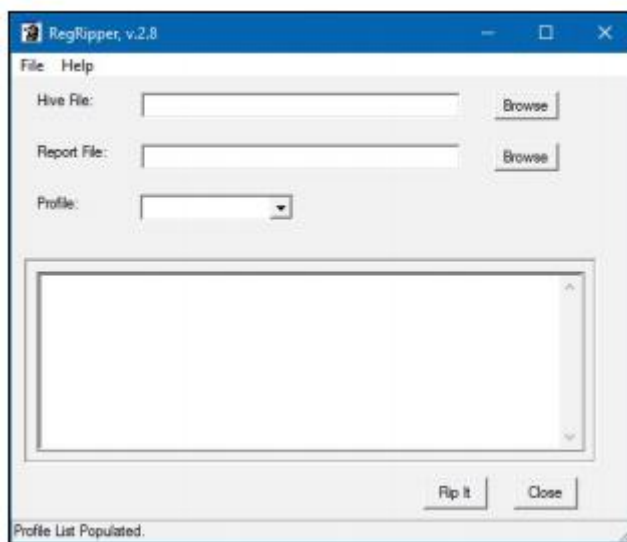 RegRipper, v.2.8
File Help
Hive File: Browse
Report File: Browse
Profile:
Rip It Close
Profile List Populated.